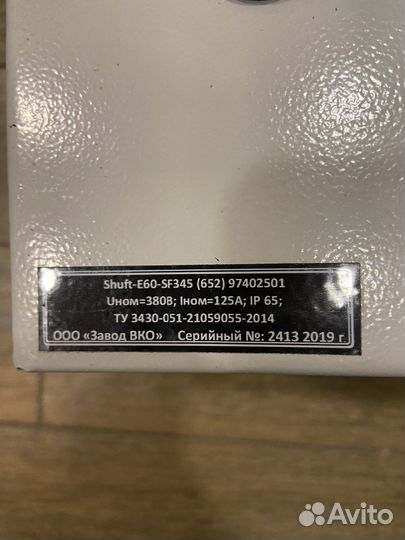 Shuft-E60-SF345 (652) 97402501
Uном=380В; Iном=125А; IP 65;
ТУ 3430-051-21059055-2014
ООО «Завод ВКО» Серийный №: 2413 2019 г
Avito